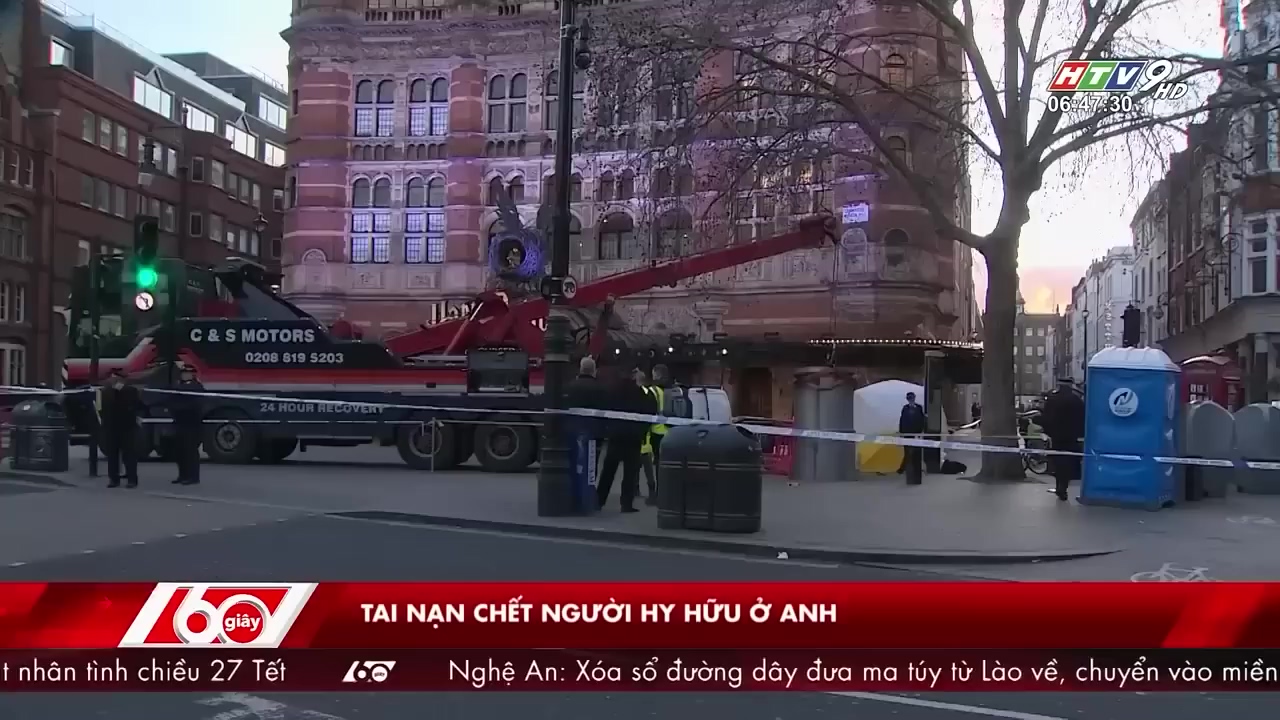 HTV9 HD
06:47:30
C & S MOTORS
0208 819 5203
24 HOUR RECOVERY
60 giây
TAI NẠN CHẾT NGƯỜI HY HỮU Ở ANH
t nhân tình chiều 27 Tết 60 giây Nghệ An: Xóa sổ đường dây đưa ma túy từ Lào về, chuyển vào miền